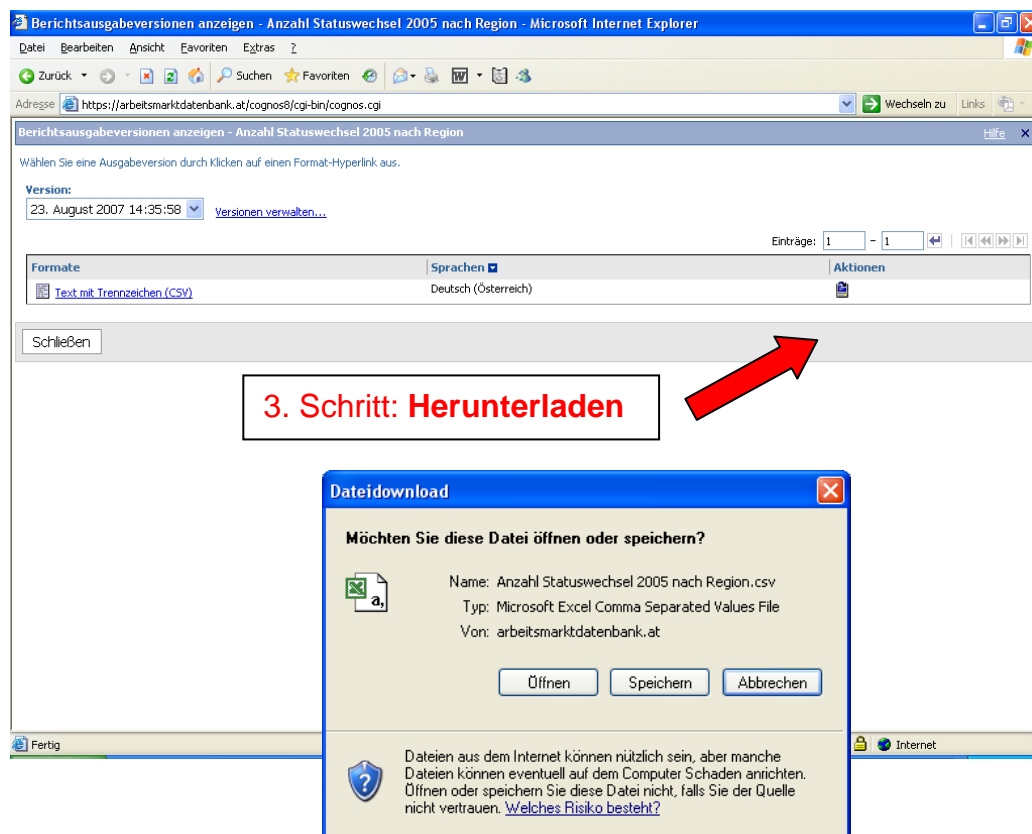 Berichtsausgabeversionen anzeigen - Anzahl Statuswechsel 2005 nach Region - Microsoft Internet Explorer
Datei Bearbeiten Ansicht Favoriten Extras ?
Zurück Suchen Favoriten
Adresse https://arbeitsmarktdatenbank.at/cognos8/cgi-bin/cognos.cgi Wechseln zu Links
Berichtsausgabeversionen anzeigen - Anzahl Statuswechsel 2005 nach Region Hilfe
Wählen Sie eine Ausgabeversion durch Klicken auf einen Format-Hyperlink aus.
Version:
23. August 2007 14:35:58 Versionen verwalten...
Einträge: 1 - 1
Formate Sprachen Aktionen
Text mit Trennzeichen (CSV) Deutsch (Österreich)
Schließen
3. Schritt: Herunterladen
Dateidownload
Möchten Sie diese Datei öffnen oder speichern?
a,
Name: Anzahl Statuswechsel 2005 nach Region.csv
Typ: Microsoft Excel Comma Separated Values File
Von: arbeitsmarktdatenbank.at
Öffnen Speichern Abbrechen
Fertig Internet
Dateien aus dem Internet können nützlich sein, aber manche
Dateien können eventuell auf dem Computer Schaden anrichten.
Öffnen oder speichern Sie diese Datei nicht, falls Sie der Quelle
nicht vertrauen. Welches Risiko besteht?